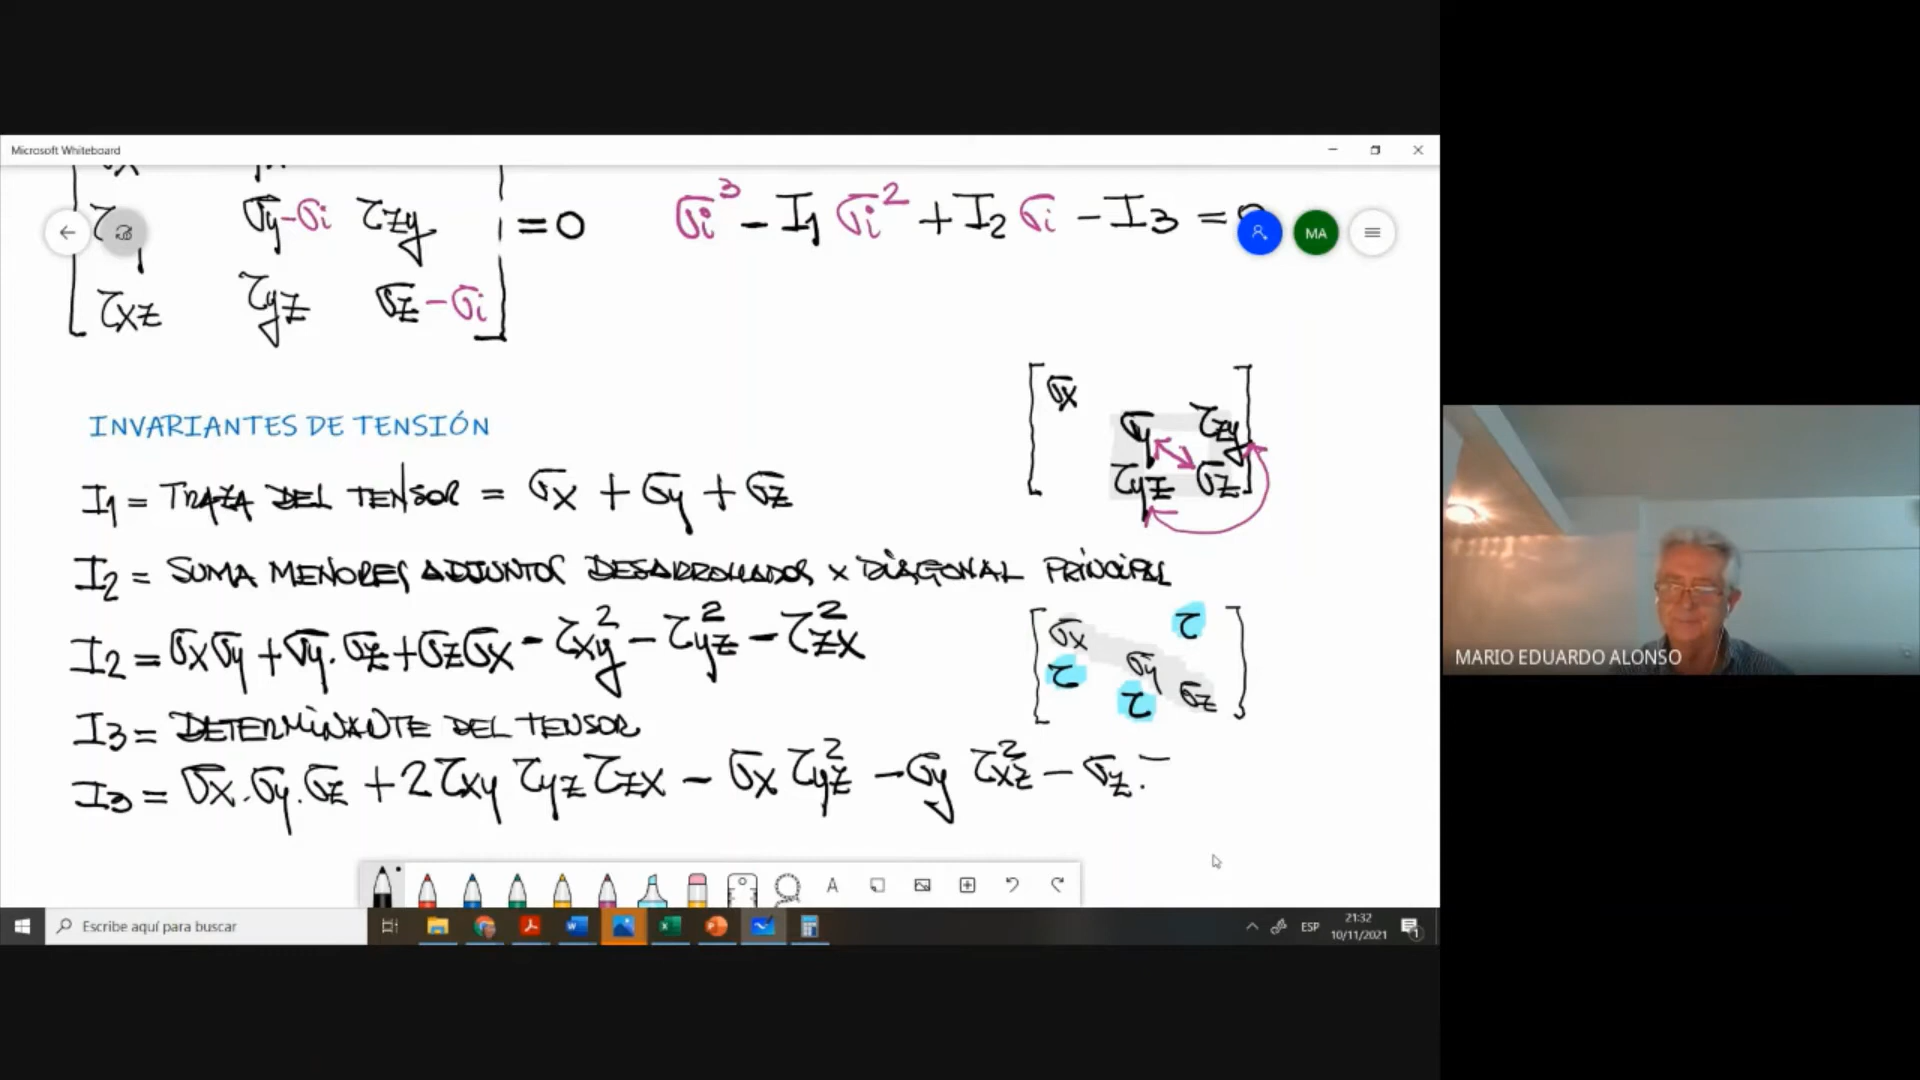 Microsoft Whiteboard
σy-σi τzy = 0
τxz τyz σz-σi
σi³ - I₁ σi² + I₂ σi - I₃ =
MA
INVARIANTES DE TENSIÓN
I₁ = TRAZA DEL TENSOR = σx + σy + σz
σx
σy τzy
τyz σz
I₂ = SUMA MENORES ADJUNTOS DESARROLLADOS x DIAGONAL PRINCIPAL
I₂ = σxσy + σy.σz + σzσx - τxy² - τyz² - τzx²
σx τ
τ σy
τ σz
I₃ = DETERMINANTE DEL TENSOR
I₃ = σx.σy.σz + 2τxy τyz τzx - σx τyz² - σy τxz² - σz.
MARIO EDUARDO ALONSO
A
Escribe aquí para buscar
ESP
21:32
10/11/2021
1